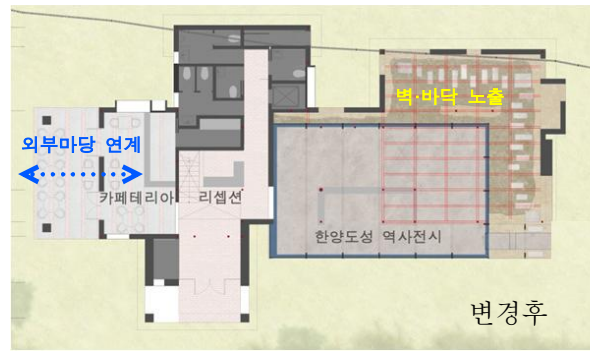 벽·바닥 노출
외부마당 연계
카페테리아
리셉션
한양도성 역사전시
변경후